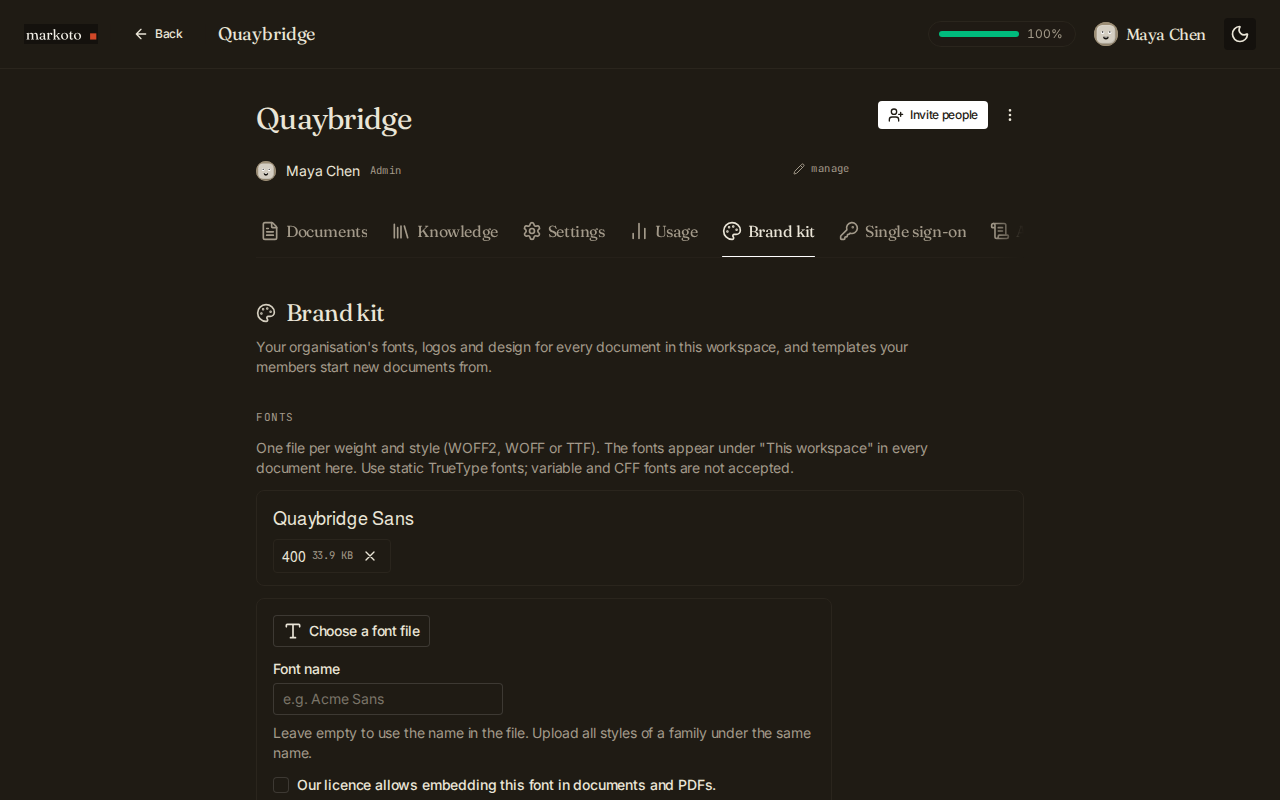 markoto
Back
Quaybridge
100%
Maya Chen
Quaybridge
Invite people
Maya Chen Admin
manage
Documents Knowledge Settings Usage Brand kit Single sign-on
Brand kit
Your organisation's fonts, logos and design for every document in this workspace, and templates your
members start new documents from.
FONTS
One file per weight and style (WOFF2, WOFF or TTF). The fonts appear under "This workspace" in every
document here. Use static TrueType fonts; variable and CFF fonts are not accepted.
Quaybridge Sans
400 33.9 KB
Choose a font file
Font name
e.g. Acme Sans
Leave empty to use the name in the file. Upload all styles of a family under the same
name.
Our licence allows embedding this font in documents and PDFs.